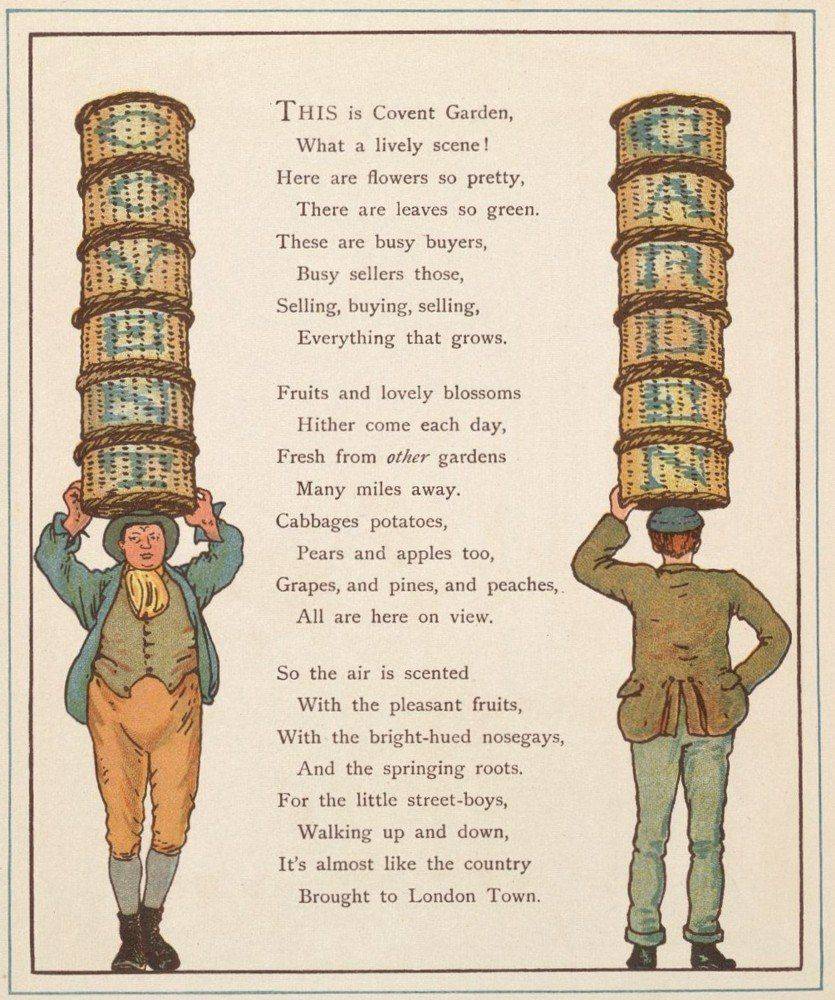 COVENT
GARDEN
THIS is Covent Garden,
What a lively scene!
Here are flowers so pretty,
There are leaves so green.
These are busy buyers,
Busy sellers those,
Selling, buying, selling,
Everything that grows.
Fruits and lovely blossoms
Hither come each day,
Fresh from other gardens
Many miles away.
Cabbages potatoes,
Pears and apples too,
Grapes, and pines, and peaches,
All are here on view.
So the air is scented
With the pleasant fruits,
With the bright-hued nosegays,
And the springing roots.
For the little street-boys,
Walking up and down,
It's almost like the country
Brought to London Town.